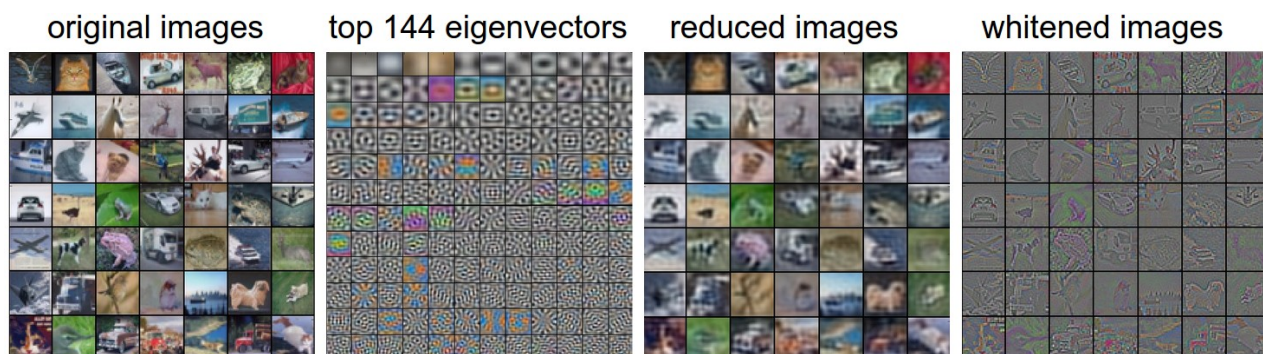 original images
top 144 eigenvectors
reduced images
whitened images